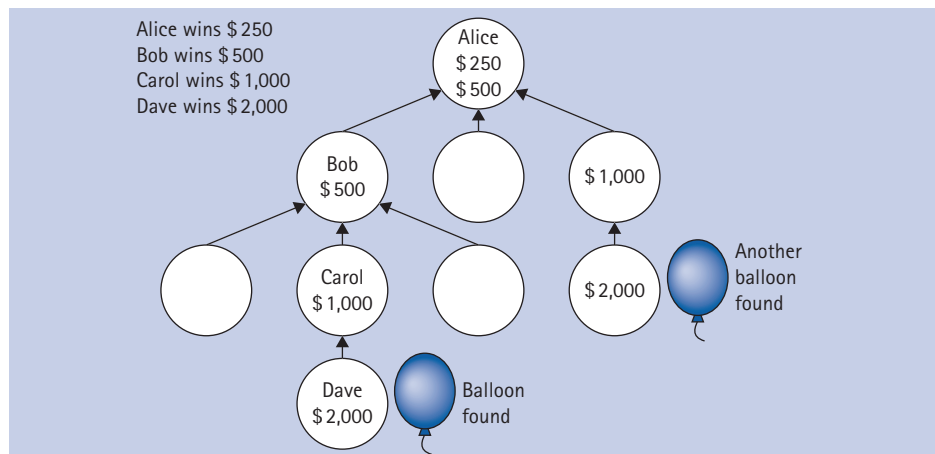 Alice wins $250
Bob wins $500
Carol wins $1,000
Dave wins $2,000
Alice
$250
$500
Bob
$500
$1,000
Carol
$1,000
$2,000
Another
balloon
found
Dave
$2,000
Balloon
found